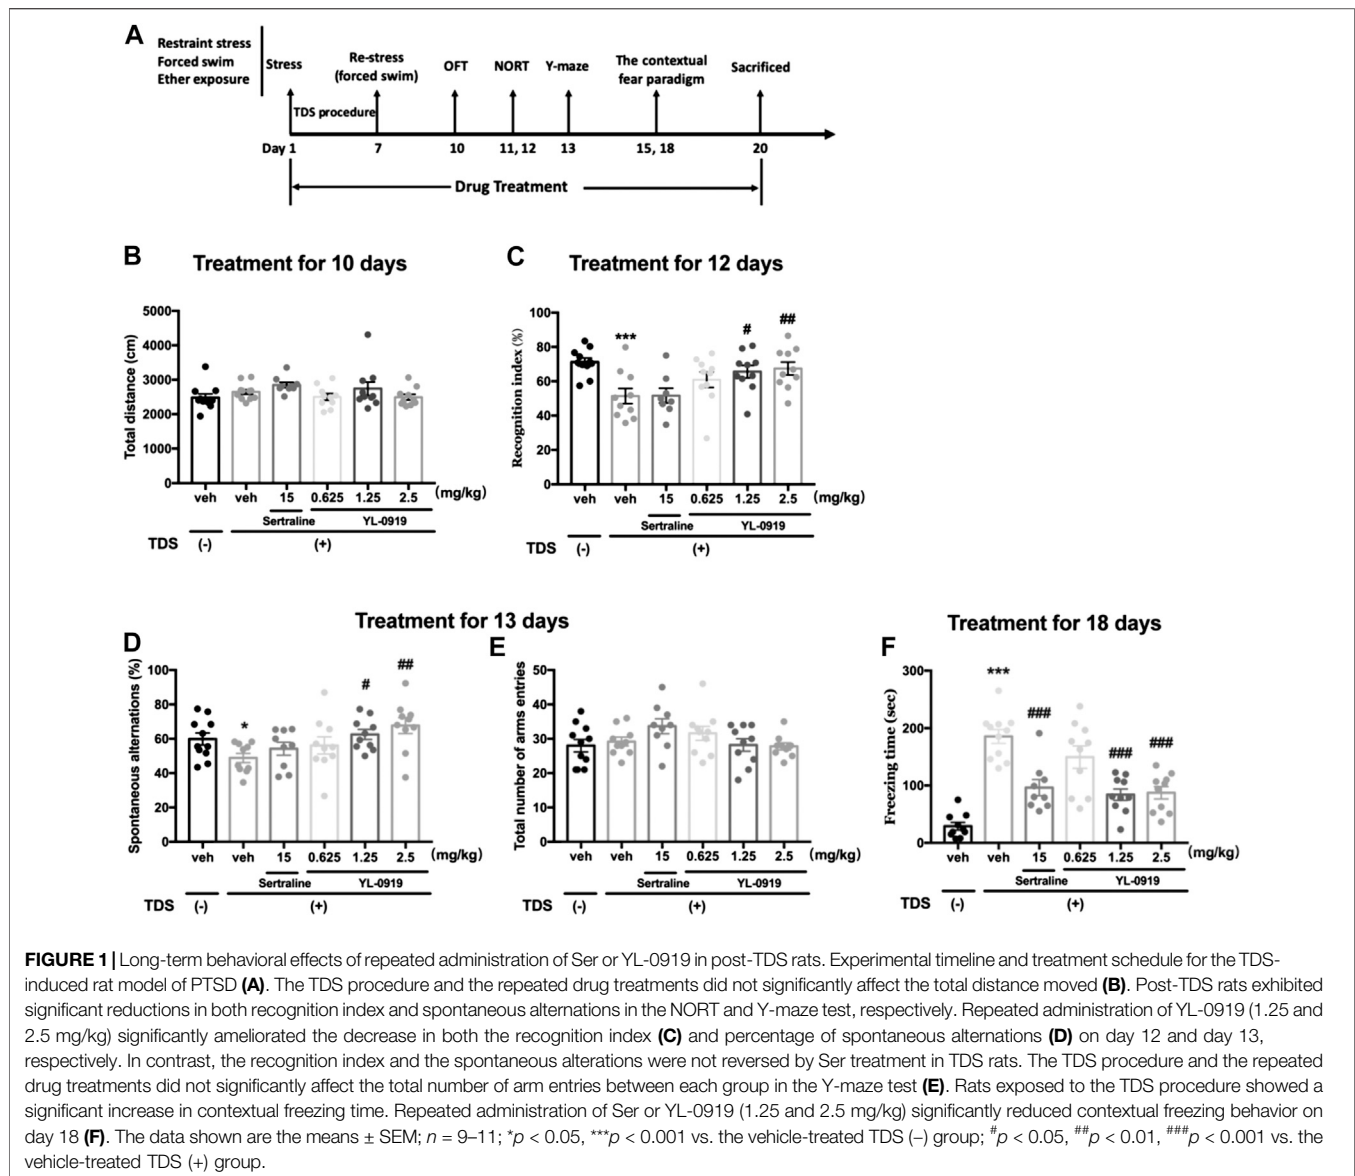 A
Restraint stress
Forced swim
Ether exposure
Stress
Re-stress
(forced swim)
OFT
NORT
Y-maze
The contextual
fear paradigm
Sacrificed
TDS procedure
Day 1
7
10
11, 12
13
15, 18
20
Drug Treatment
B
Treatment for 10 days
Total distance (cm)
5000
4000
3000
2000
1000
0
veh veh 15 0.625 1.25 2.5 (mg/kg)
Sertraline YL-0919
TDS (-) (+)
C
Treatment for 12 days
Recognition index (%)
100
80
60
40
20
0
***
#
##
veh veh 15 0.625 1.25 2.5 (mg/kg)
Sertraline YL-0919
TDS (-) (+)
Treatment for 13 days
D
Spontaneous alternations (%)
100
80
60
40
20
0
*
#
##
veh veh 15 0.625 1.25 2.5 (mg/kg)
Sertraline YL-0919
TDS (-) (+)
E
Total number of arms entries
50
40
30
20
10
0
veh veh 15 0.625 1.25 2.5 (mg/kg)
Sertraline YL-0919
TDS (-) (+)
Treatment for 18 days
F
Freezing time (sec)
300
200
100
0
***
###
###
###
veh veh 15 0.625 1.25 2.5 (mg/kg)
Sertraline YL-0919
TDS (-) (+)
FIGURE 1 | Long-term behavioral effects of repeated administration of Ser or YL-0919 in post-TDS rats. Experimental timeline and treatment schedule for the TDS-
induced rat model of PTSD (A). The TDS procedure and the repeated drug treatments did not significantly affect the total distance moved (B). Post-TDS rats exhibited
significant reductions in both recognition index and spontaneous alternations in the NORT and Y-maze test, respectively. Repeated administration of YL-0919 (1.25 and
2.5 mg/kg) significantly ameliorated the decrease in both the recognition index (C) and percentage of spontaneous alternations (D) on day 12 and day 13,
respectively. In contrast, the recognition index and the spontaneous alterations were not reversed by Ser treatment in TDS rats. The TDS procedure and the repeated
drug treatments did not significantly affect the total number of arm entries between each group in the Y-maze test (E). Rats exposed to the TDS procedure showed a
significant increase in contextual freezing time. Repeated administration of Ser or YL-0919 (1.25 and 2.5 mg/kg) significantly reduced contextual freezing behavior on
day 18 (F). The data shown are the means ± SEM; n = 9–11; *p < 0.05, ***p < 0.001 vs. the vehicle-treated TDS (–) group; #p < 0.05, ##p < 0.01, ###p < 0.001 vs. the
vehicle-treated TDS (+) group.